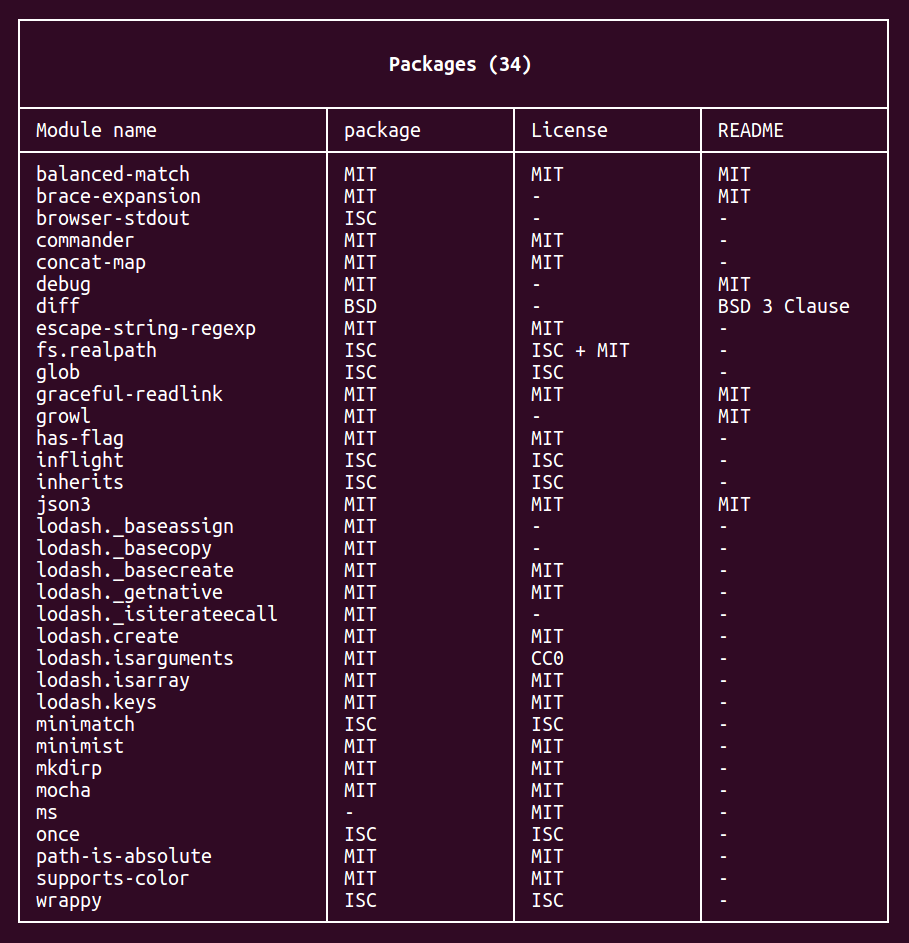 Packages (34)
Module name package License README
balanced-match MIT MIT MIT
brace-expansion MIT - MIT
browser-stdout ISC - -
commander MIT MIT -
concat-map MIT MIT -
debug MIT - MIT
diff BSD - BSD 3 Clause
escape-string-regexp MIT MIT -
fs.realpath ISC ISC + MIT -
glob ISC ISC -
graceful-readlink MIT MIT MIT
growl MIT - MIT
has-flag MIT MIT -
inflight ISC ISC -
inherits ISC ISC -
json3 MIT MIT MIT
lodash._baseassign MIT - -
lodash._basecopy MIT - -
lodash._basecreate MIT MIT -
lodash._getnative MIT MIT -
lodash._isiterateecall MIT - -
lodash.create MIT MIT -
lodash.isarguments MIT CC0 -
lodash.isarray MIT MIT -
lodash.keys MIT MIT -
minimatch ISC ISC -
minimist MIT MIT -
mkdirp MIT MIT -
mocha MIT MIT -
ms - MIT -
once ISC ISC -
path-is-absolute MIT MIT -
supports-color MIT MIT -
wrappy ISC ISC -